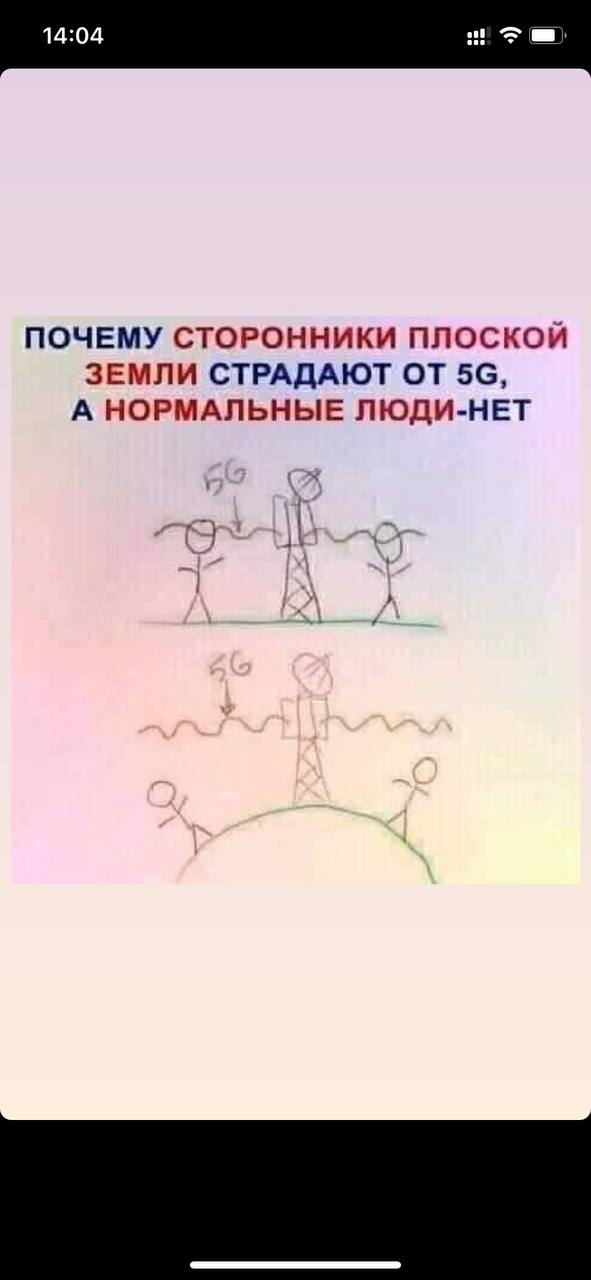 14:04
ПОЧЕМУ СТОРОННИКИ ПЛОСКОЙ
ЗЕМЛИ СТРАДАЮТ ОТ 5G,
А НОРМАЛЬНЫЕ ЛЮДИ-НЕТ
5G
5G